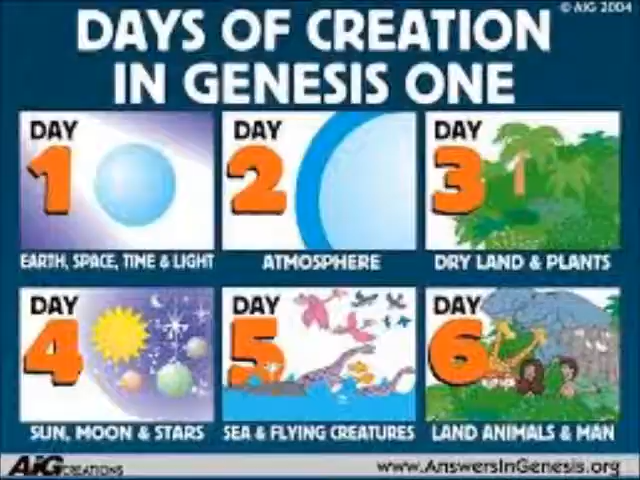 © AIG 2004
DAYS OF CREATION
IN GENESIS ONE
DAY
1
EARTH, SPACE, TIME & LIGHT
DAY
2
ATMOSPHERE
DAY
3
DRY LAND & PLANTS
DAY
4
SUN, MOON & STARS
DAY
5
SEA & FLYING CREATURES
DAY
6
LAND ANIMALS & MAN
AiG CREATIONS
www.AnswersInGenesis.org